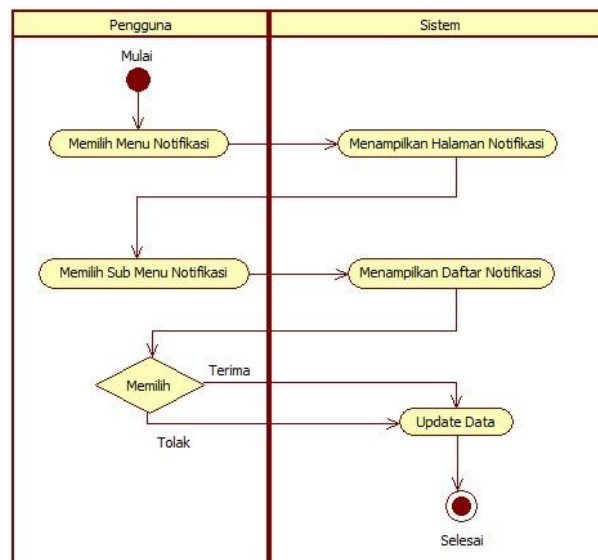 Pengguna
Sistem
Mulai
Memilih Menu Notifikasi
Menampilkan Halaman Notifikasi
Memilih Sub Menu Notifikasi
Menampilkan Daftar Notifikasi
Memilih
Terima
Tolak
Update Data
Selesai